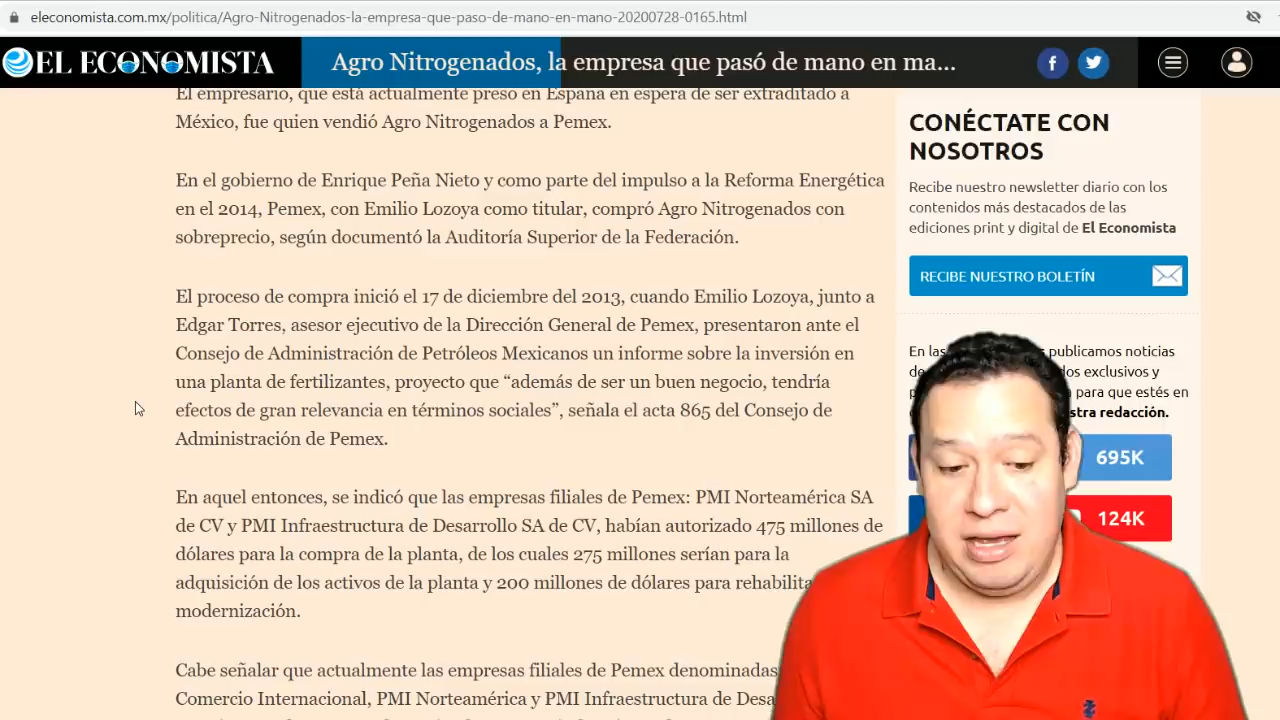 eleconomista.com.mx/politica/Agro-Nitrogenados-la-empresa-que-paso-de-mano-en-mano-20200728-0165.html
EL ECONOMISTA
Agro Nitrogenados, la empresa que pasó de mano en ma...
El empresario, que está actualmente preso en España en espera de ser extraditado a
México, fue quien vendió Agro Nitrogenados a Pemex.
En el gobierno de Enrique Peña Nieto y como parte del impulso a la Reforma Energética
en el 2014, Pemex, con Emilio Lozoya como titular, compró Agro Nitrogenados con
sobreprecio, según documentó la Auditoría Superior de la Federación.
El proceso de compra inició el 17 de diciembre del 2013, cuando Emilio Lozoya, junto a
Edgar Torres, asesor ejecutivo de la Dirección General de Pemex, presentaron ante el
Consejo de Administración de Petróleos Mexicanos un informe sobre la inversión en
una planta de fertilizantes, proyecto que “además de ser un buen negocio, tendría
efectos de gran relevancia en términos sociales”, señala el acta 865 del Consejo de
Administración de Pemex.
En aquel entonces, se indicó que las empresas filiales de Pemex: PMI Norteamérica SA
de CV y PMI Infraestructura de Desarrollo SA de CV, habían autorizado 475 millones de
dólares para la compra de la planta, de los cuales 275 millones serían para la
adquisición de los activos de la planta y 200 millones de dólares para
modernización.
Cabe señalar que actualmente las empresas filiales de Pemex denominadas
Comercio Internacional, PMI Norteamérica y PMI Infraestructura de
CONÉCTATE CON
NOSOTROS
Recibe nuestro newsletter diario con los
contenidos más destacados de las
ediciones print y digital de El Economista
RECIBE NUESTRO BOLETÍN
En publicamos noticias
exclusivos y
para que estés en
redacción.
695K
124K